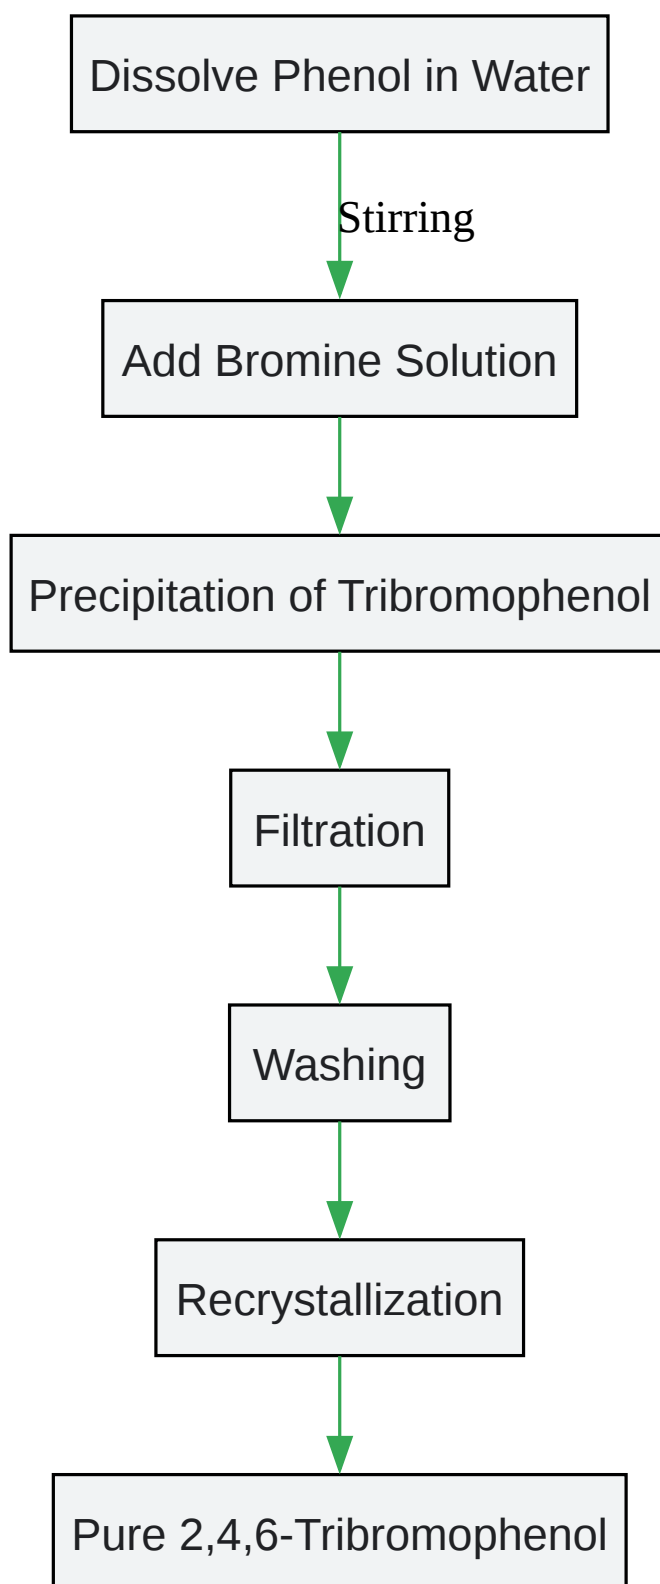 Dissolve Phenol in Water
Stirring
Add Bromine Solution
Precipitation of Tribromophenol
Filtration
Washing
Recrystallization
Pure 2,4,6-Tribromophenol